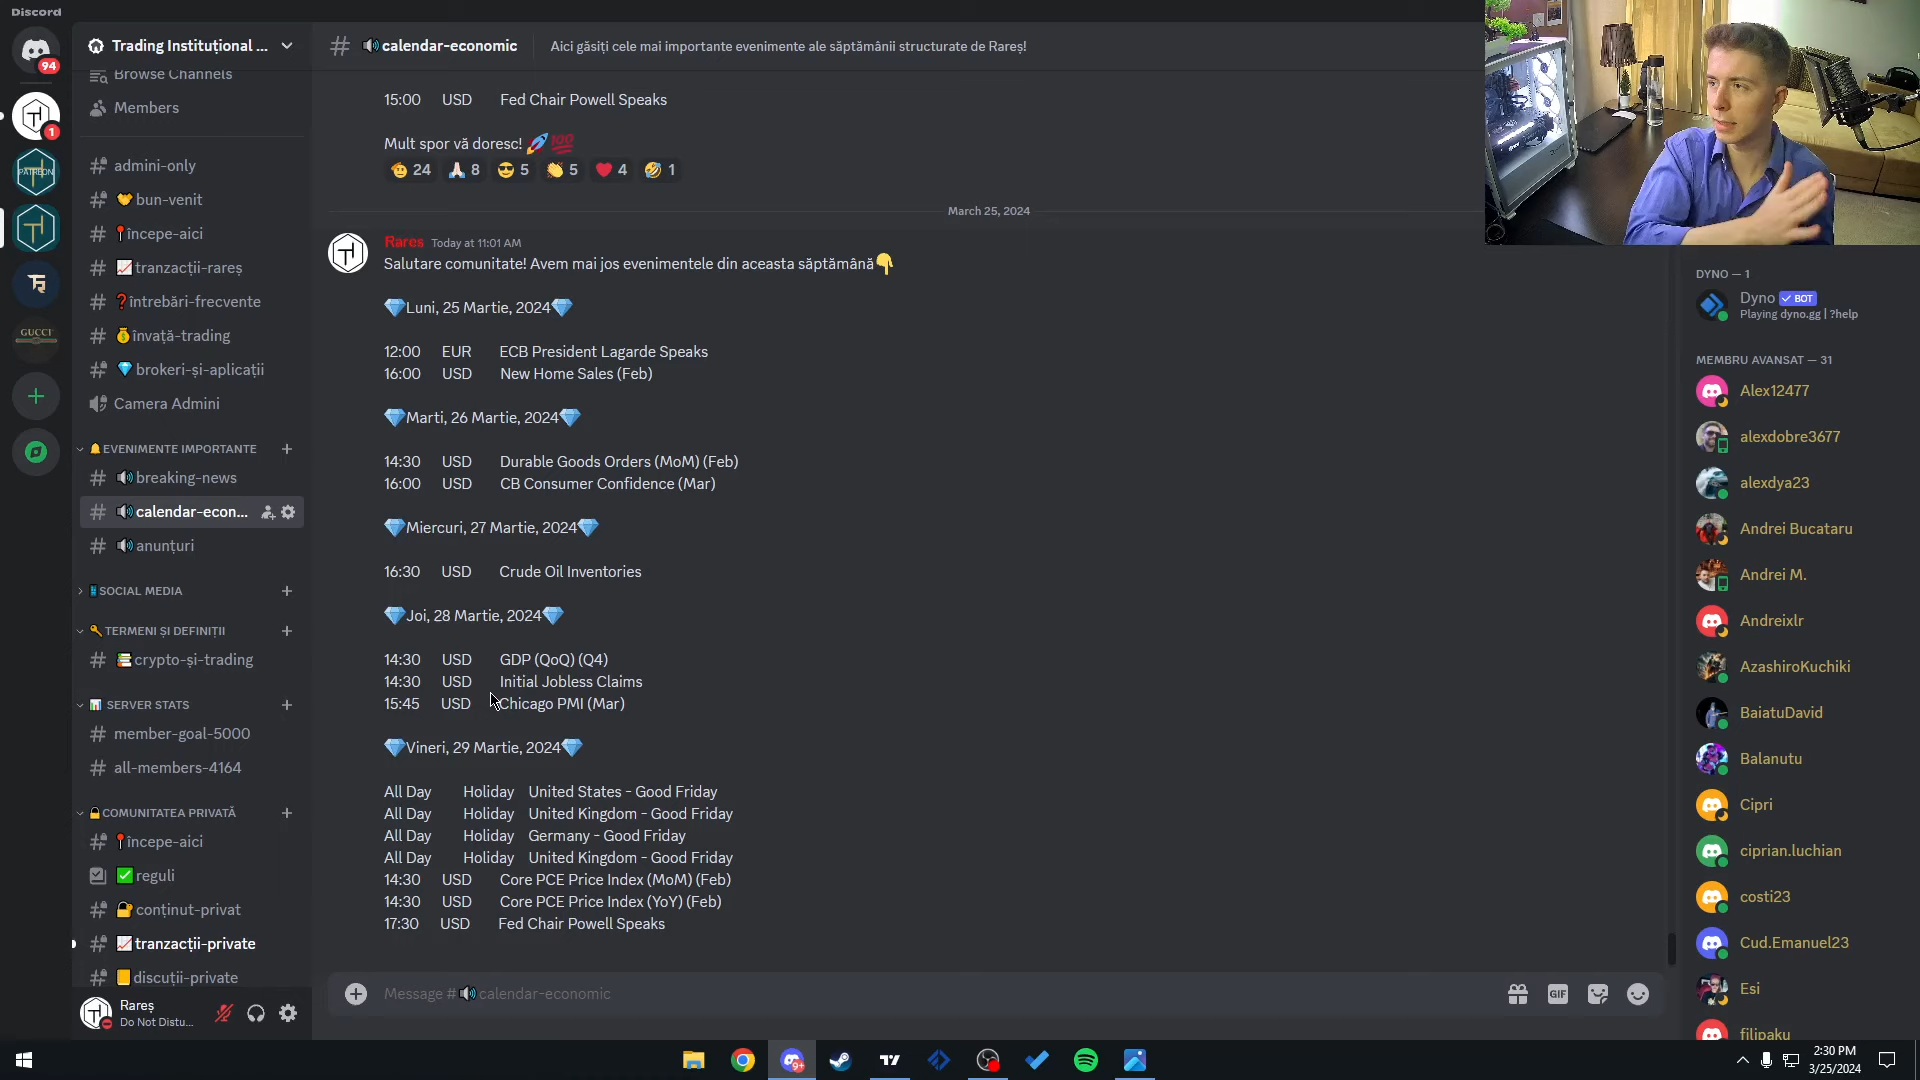 Discord
94
1
PATREON
GUCCI
Trading Instituțional ...
Browse Channels
Members
admini-only
bun-venit
începe-aici
tranzacții-rareș
întrebări-frecvente
învață-trading
brokeri-și-aplicații
Camera Admini
EVENIMENTE IMPORTANTE
breaking-news
calendar-econ...
anunțuri
SOCIAL MEDIA
TERMENI ȘI DEFINIȚII
crypto-și-trading
SERVER STATS
member-goal-5000
all-members-4164
COMUNITATEA PRIVATĂ
începe-aici
reguli
conținut-privat
tranzacții-private
discuții-private
Rareș
Do Not Distu...
calendar-economic
Aici găsiți cele mai importante evenimente ale săptămânii structurate de Rareș!
15:00 USD Fed Chair Powell Speaks
Mult spor vă doresc! 🚀💯
24 8 5 5 4 1
March 25, 2024
Rareș Today at 11:01 AM
Salutare comunitate! Avem mai jos evenimentele din aceasta săptămână👇
💎Luni, 25 Martie, 2024💎
12:00 EUR ECB President Lagarde Speaks
16:00 USD New Home Sales (Feb)
💎Marti, 26 Martie, 2024💎
14:30 USD Durable Goods Orders (MoM) (Feb)
16:00 USD CB Consumer Confidence (Mar)
💎Miercuri, 27 Martie, 2024💎
16:30 USD Crude Oil Inventories
💎Joi, 28 Martie, 2024💎
14:30 USD GDP (QoQ) (Q4)
14:30 USD Initial Jobless Claims
15:45 USD Chicago PMI (Mar)
💎Vineri, 29 Martie, 2024💎
All Day Holiday United States - Good Friday
All Day Holiday United Kingdom - Good Friday
All Day Holiday Germany - Good Friday
All Day Holiday United Kingdom - Good Friday
14:30 USD Core PCE Price Index (MoM) (Feb)
14:30 USD Core PCE Price Index (YoY) (Feb)
17:30 USD Fed Chair Powell Speaks
Message #🔊calendar-economic
GIF
DYNO — 1
Dyno BOT
Playing dyno.gg | ?help
MEMBRU AVANSAT — 31
Alex12477
alexdobre3677
alexdya23
Andrei Bucataru
Andrei M.
Andreixlr
AzashiroKuchiki
BaiatuDavid
Balanutu
Cipri
ciprian.luchian
costi23
Cud.Emanuel23
Esi
filipaku
9+
2:30 PM
3/25/2024